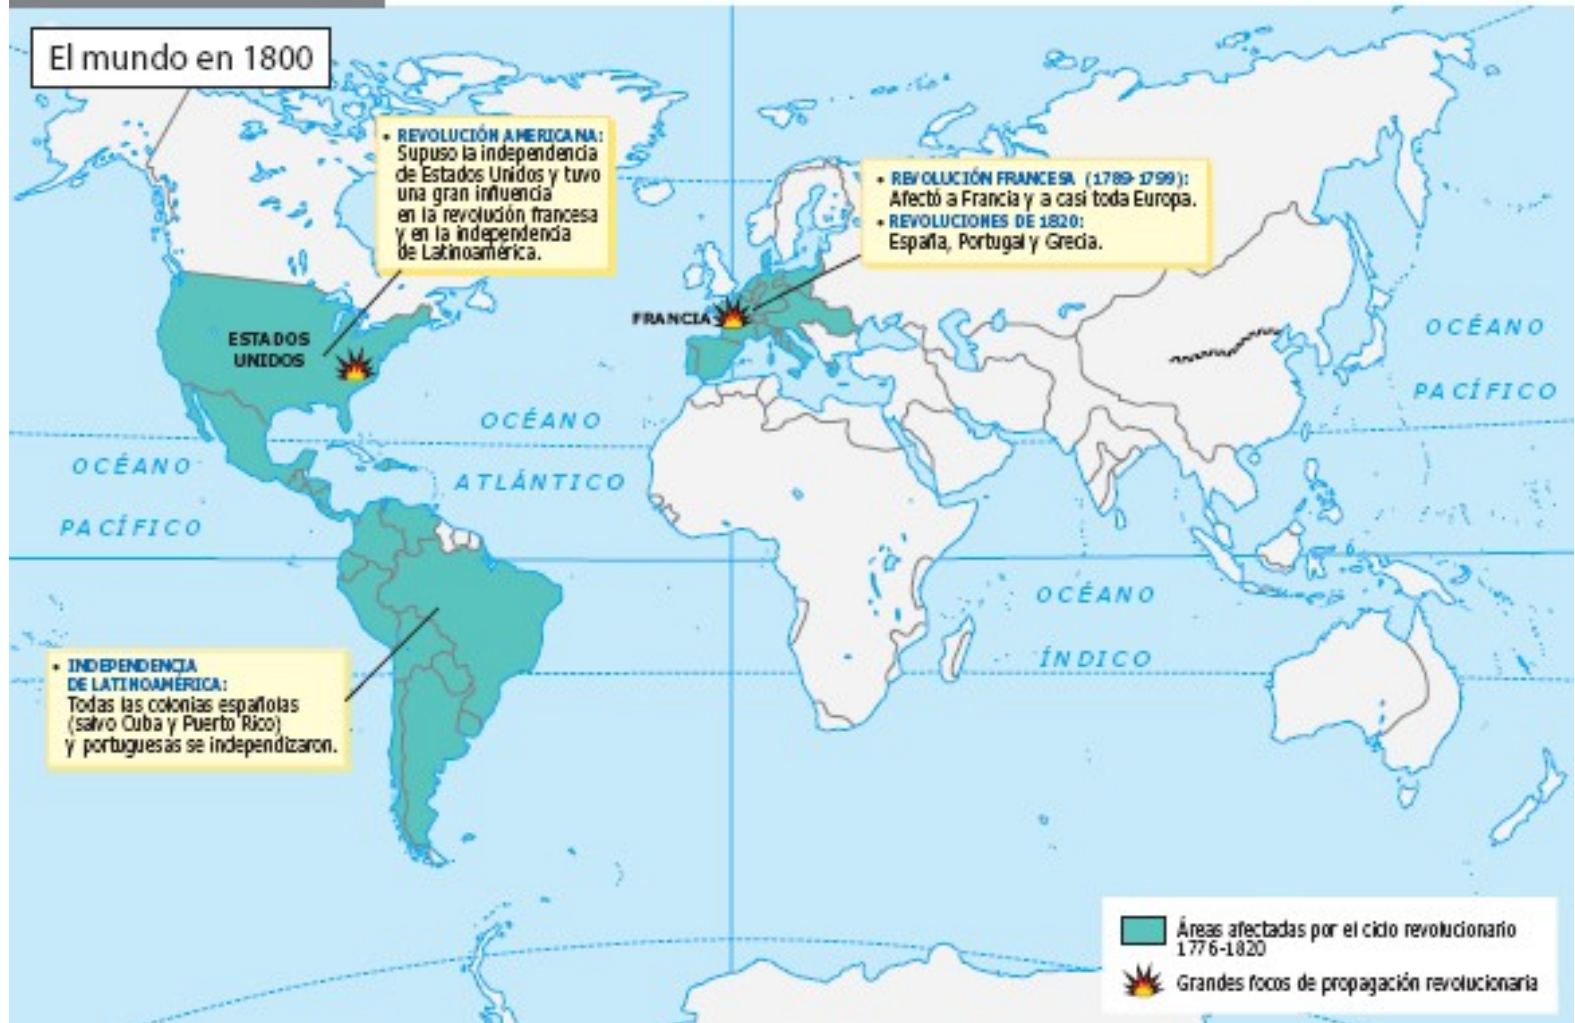 El mundo en 1800
• REVOLUCIÓN AMERICANA:
Supuso la independencia
de Estados Unidos y tuvo
una gran influencia
en la revolución francesa
y en la independencia
de Latinoamérica.
• REVOLUCIÓN FRANCESA (1789-1799):
Afectó a Francia y a casi toda Europa.
• REVOLUCIONES DE 1820:
España, Portugal y Grecia.
FRANCIA
ESTADOS
UNIDOS
OCÉANO
PACÍFICO
OCÉANO
ATLÁNTICO
OCÉANO
PACÍFICO
OCÉANO
ÍNDICO
• INDEPENDENCIA
DE LATINOAMÉRICA:
Todas las colonias españolas
(salvo Cuba y Puerto Rico)
y portuguesas se independizaron.
Áreas afectadas por el ciclo revolucionario
1776-1820
Grandes focos de propagación revolucionaria